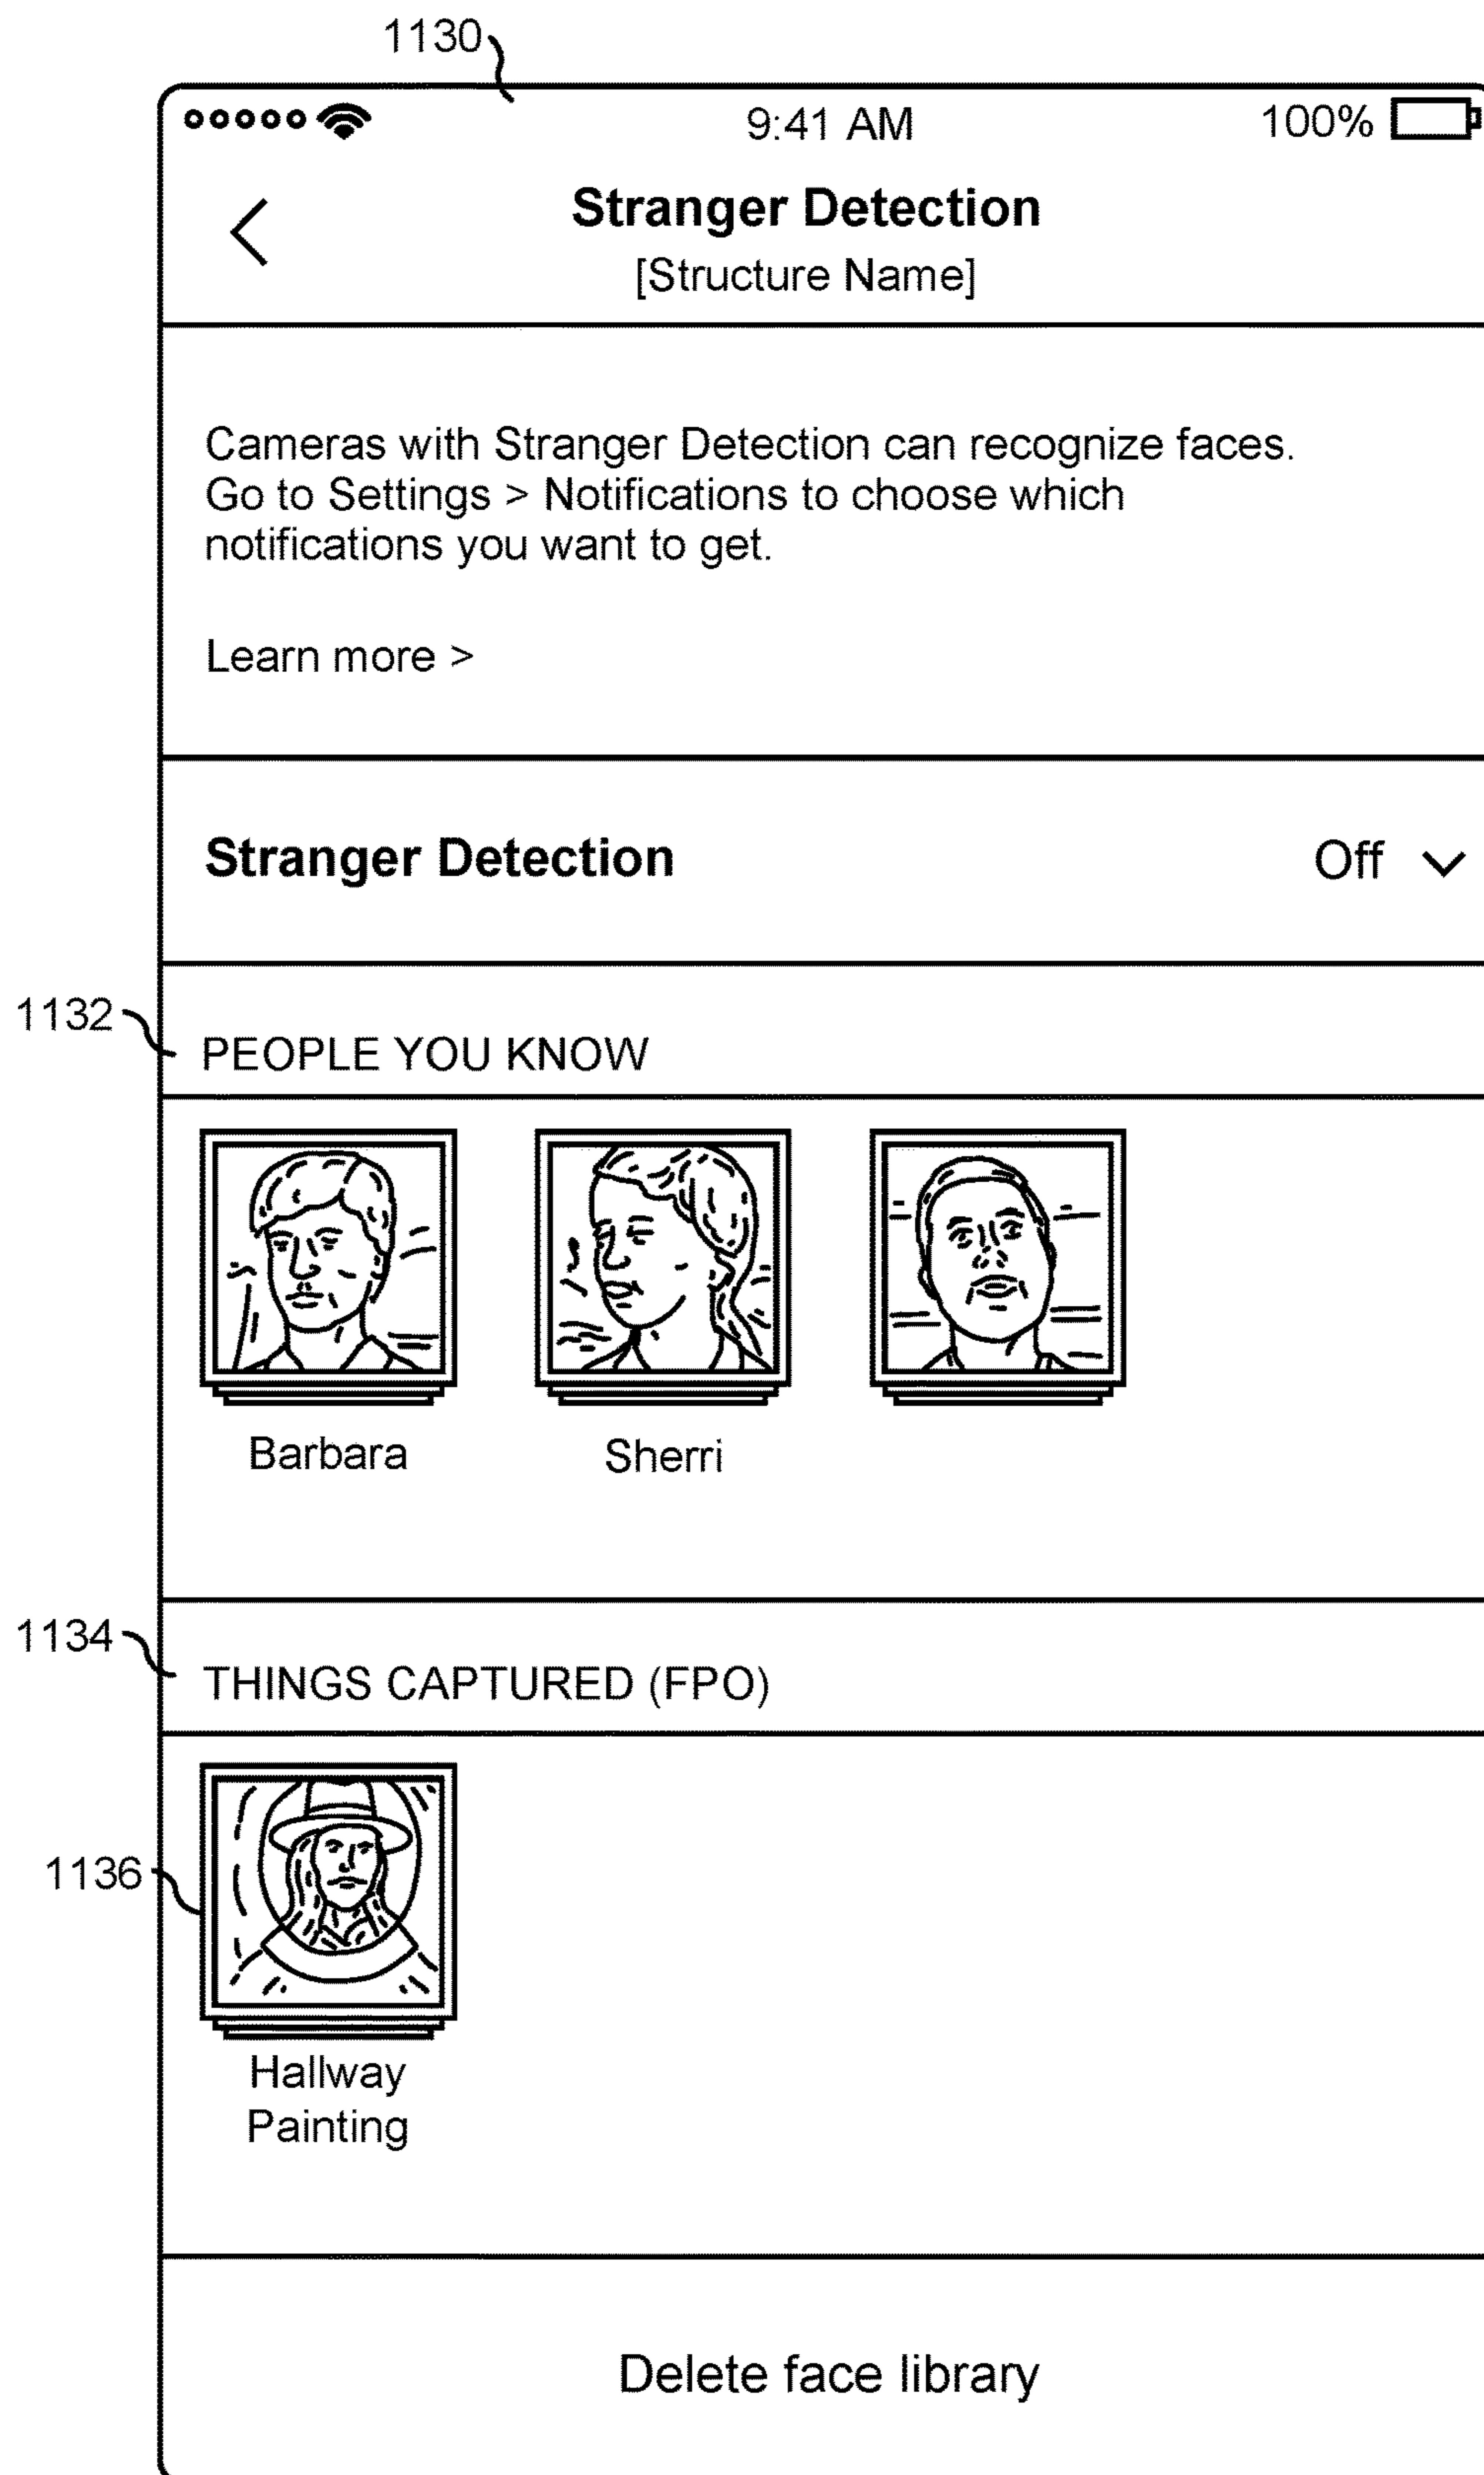 1130
9:41 AM
100%
Stranger Detection
[Structure Name]
Cameras with Stranger Detection can recognize faces.
Go to Settings > Notifications to choose which
notifications you want to get.
Learn more >
Stranger Detection
Off
1132
PEOPLE YOU KNOW
Barbara
Sherri
1134
THINGS CAPTURED (FPO)
1136
Hallway
Painting
Delete face library